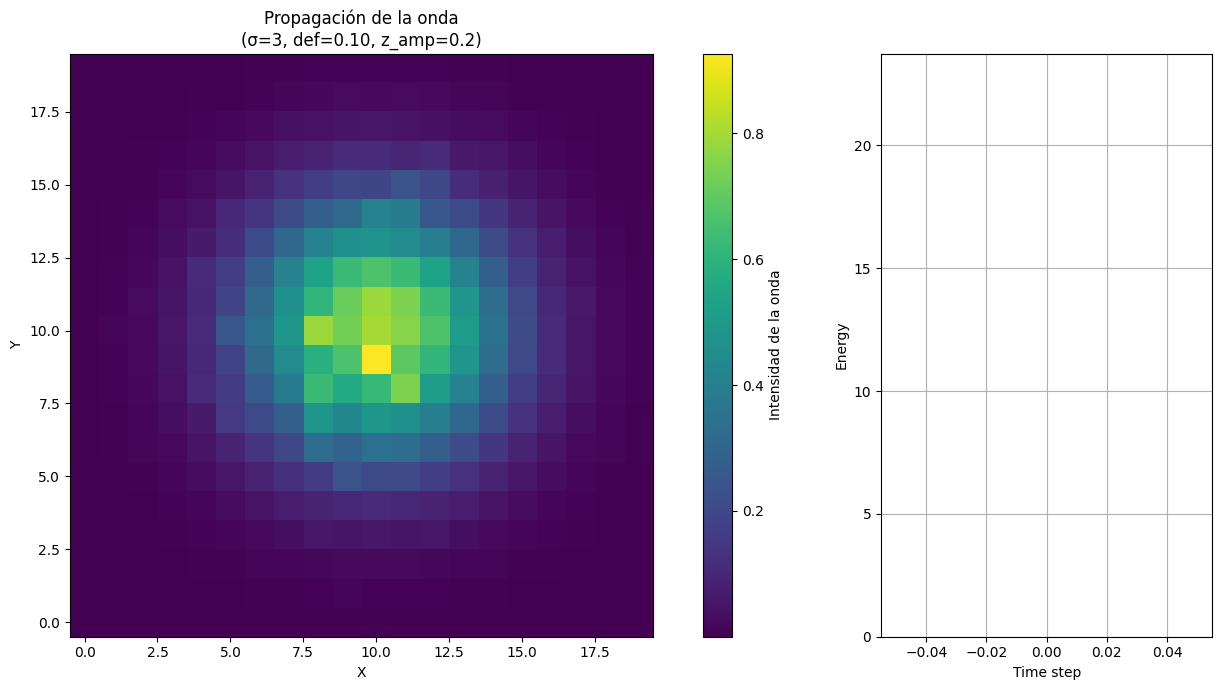 Propagación de la onda
(σ=3, def=0.10, z_amp=0.2)
17.5
15.0
12.5
10.0
7.5
5.0
2.5
0.0
Y
0.0 2.5 5.0 7.5 10.0 12.5 15.0 17.5
X
0.8
0.6
0.4
0.2
Intensidad de la onda
20
15
10
5
0
Energy
−0.04 −0.02 0.00 0.02 0.04
Time step